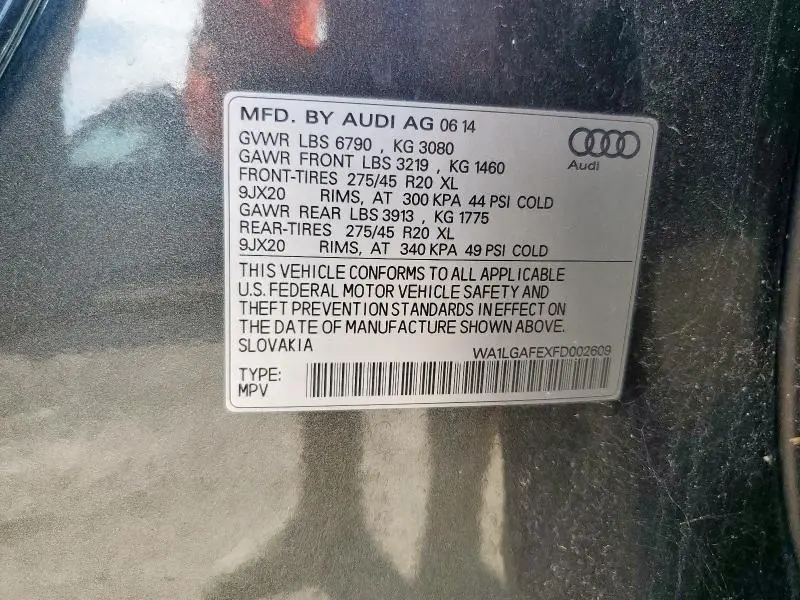 MFD. BY AUDI AG 06 14
GVWR LBS 6790 , KG 3080
GAWR FRONT LBS 3219 , KG 1460
FRONT-TIRES 275/45 R20 XL
9JX20 RIMS, AT 300 KPA 44 PSI COLD
GAWR REAR LBS 3913 , KG 1775
REAR-TIRES 275/45 R20 XL
9JX20 RIMS, AT 340 KPA 49 PSI COLD
Audi
THIS VEHICLE CONFORMS TO ALL APPLICABLE
U.S. FEDERAL MOTOR VEHICLE SAFETY AND
THEFT PREVENTION STANDARDS IN EFFECT ON
THE DATE OF MANUFACTURE SHOWN ABOVE.
SLOVAKIA WA1LGAFEXFD002609
TYPE:
MPV